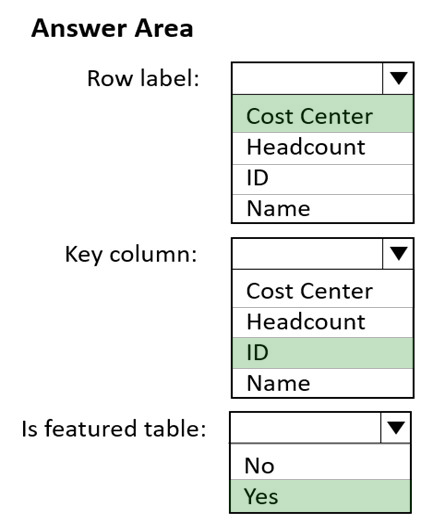 Answer Area
Row label:
Cost Center
Headcount
ID
Name
Key column:
Cost Center
Headcount
ID
Name
Is featured table:
No
Yes